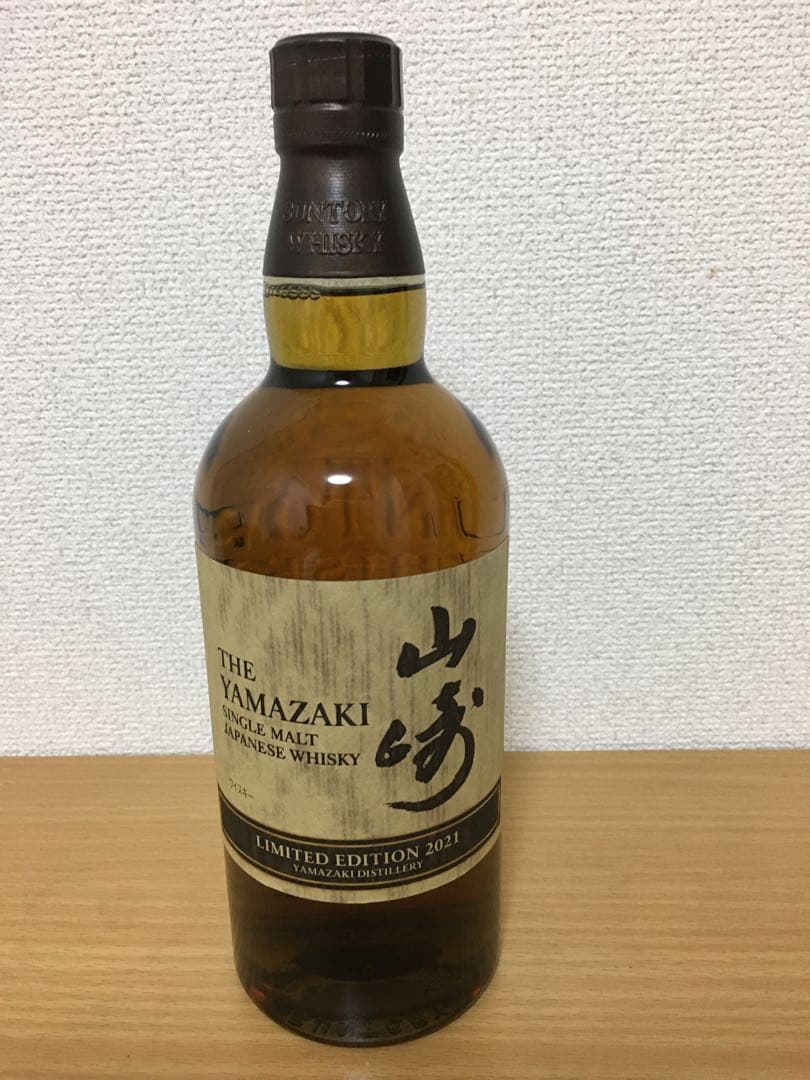 SUNTORY
WHISKY
THE
YAMAZAKI
SINGLE MALT
JAPANESE WHISKY
山崎
ウイスキー
LIMITED EDITION 2021
YAMAZAKI DISTILLERY